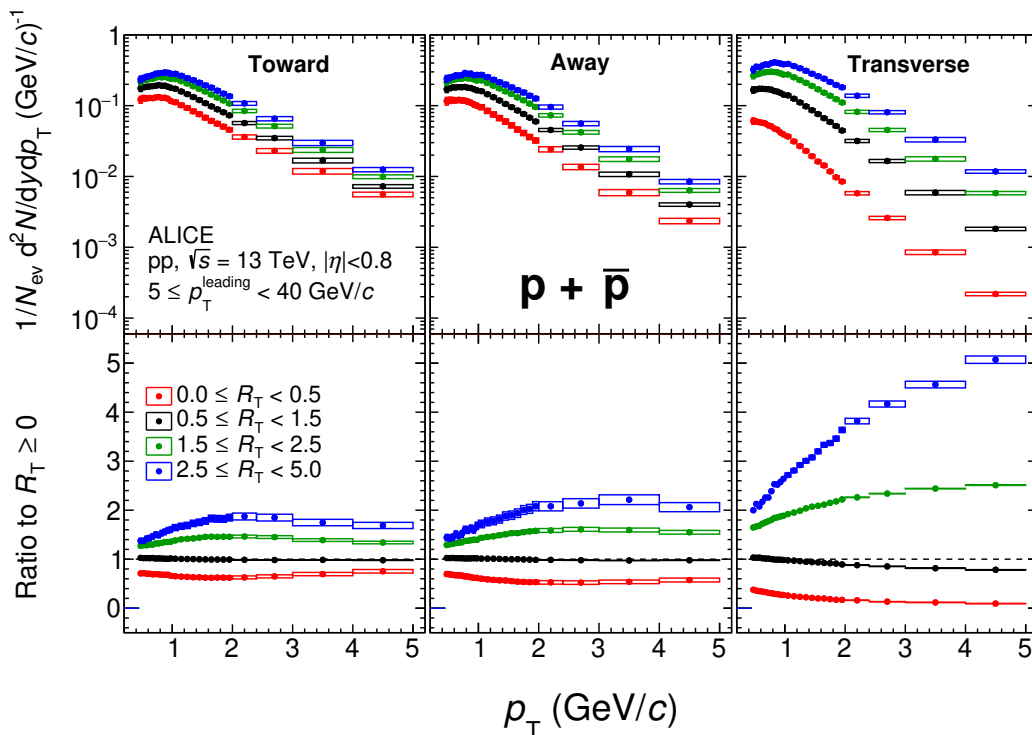 1/N_ev d²N/dydp_T (GeV/c)⁻¹
1
10⁻¹
10⁻²
10⁻³
10⁻⁴
Toward
Away
Transverse
ALICE
pp, √s = 13 TeV, |η|<0.8
5 ≤ p_T^leading < 40 GeV/c
p + p̅
Ratio to R_T ≥ 0
5
4
3
2
1
0
0.0 ≤ R_T < 0.5
0.5 ≤ R_T < 1.5
1.5 ≤ R_T < 2.5
2.5 ≤ R_T < 5.0
1 2 3 4 5 1 2 3 4 5 1 2 3 4 5
p_T (GeV/c)